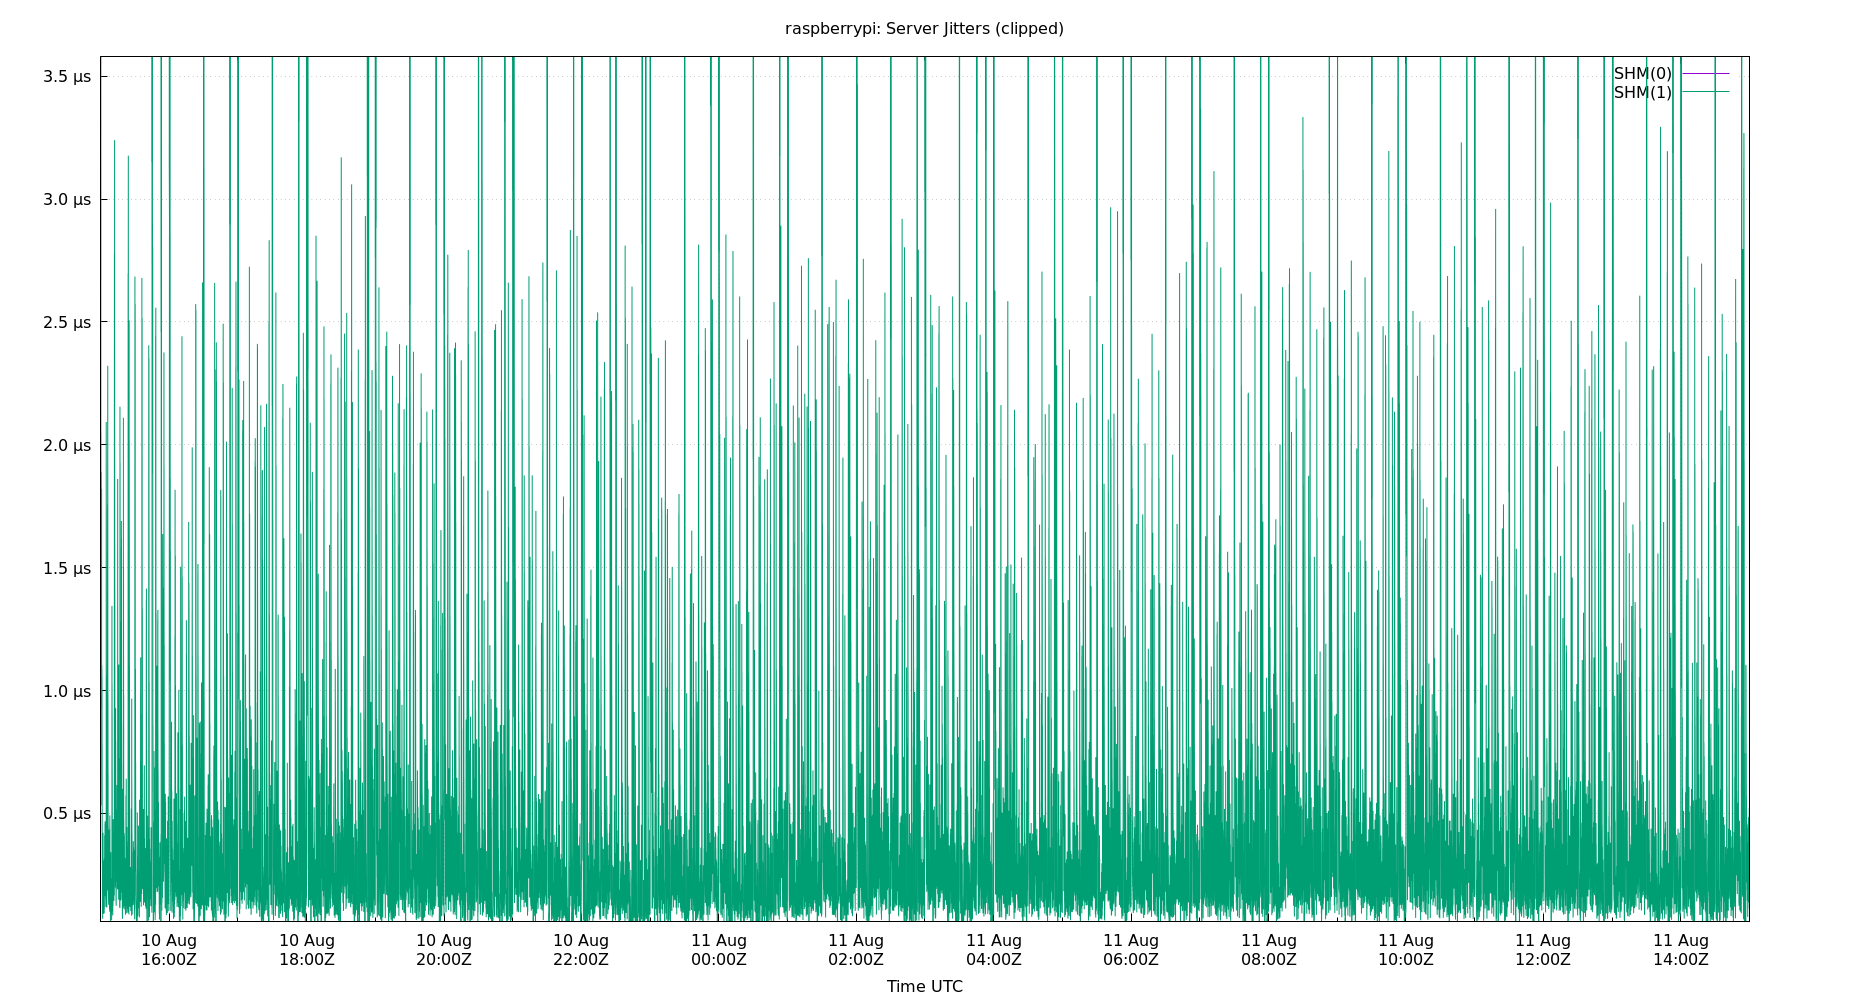 raspberrypi: Server Jitters (clipped)
3.5 μs
3.0 μs
2.5 μs
2.0 μs
1.5 μs
1.0 μs
0.5 μs
SHM(0)
SHM(1)
10 Aug 10 Aug 10 Aug 10 Aug 11 Aug 11 Aug 11 Aug 11 Aug 11 Aug 11 Aug 11 Aug 11 Aug
16:00Z 18:00Z 20:00Z 22:00Z 00:00Z 02:00Z 04:00Z 06:00Z 08:00Z 10:00Z 12:00Z 14:00Z
Time UTC